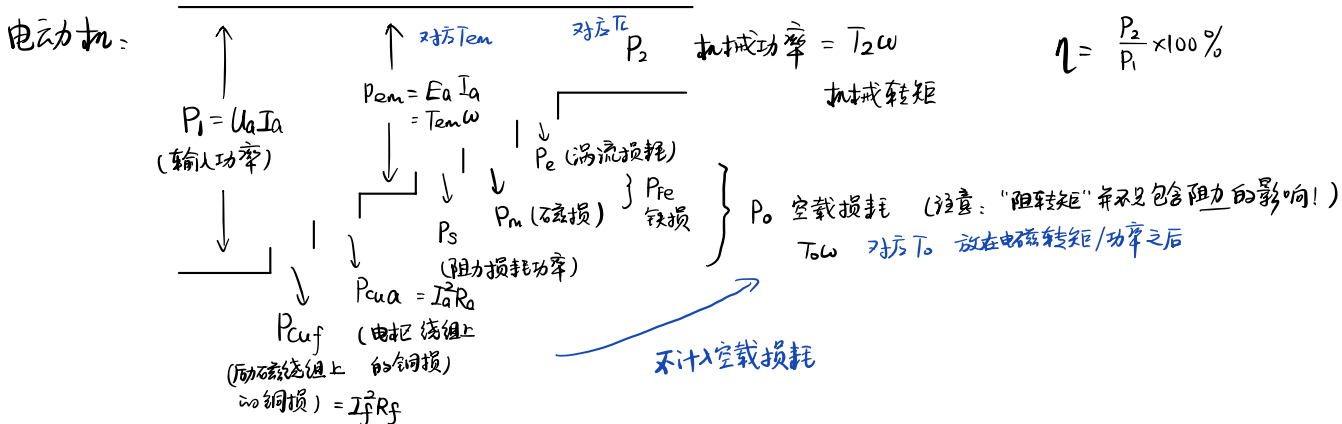 电动机：
对应Tem
对应TL
P₂ 机械功率 = T₂ω
机械转矩
η = P₂/P₁ ×100%
P₁ = UaIa
(输入功率)
Pem = EaIa
= Temω
Pe (涡流损耗)
Pm (磁损)
PFe
铁损
Ps
(阻力损耗功率)
P₀ 空载损耗 (注意："阻转矩"并不只包含阻力的影响！)
T₀ω 对应T₀ 放在电磁转矩/功率之后
Pcua = Ia²Ra
(电枢绕组上
的铜损)
Pcuf
(励磁绕组上
的铜损) = If²Rf
不计入空载损耗